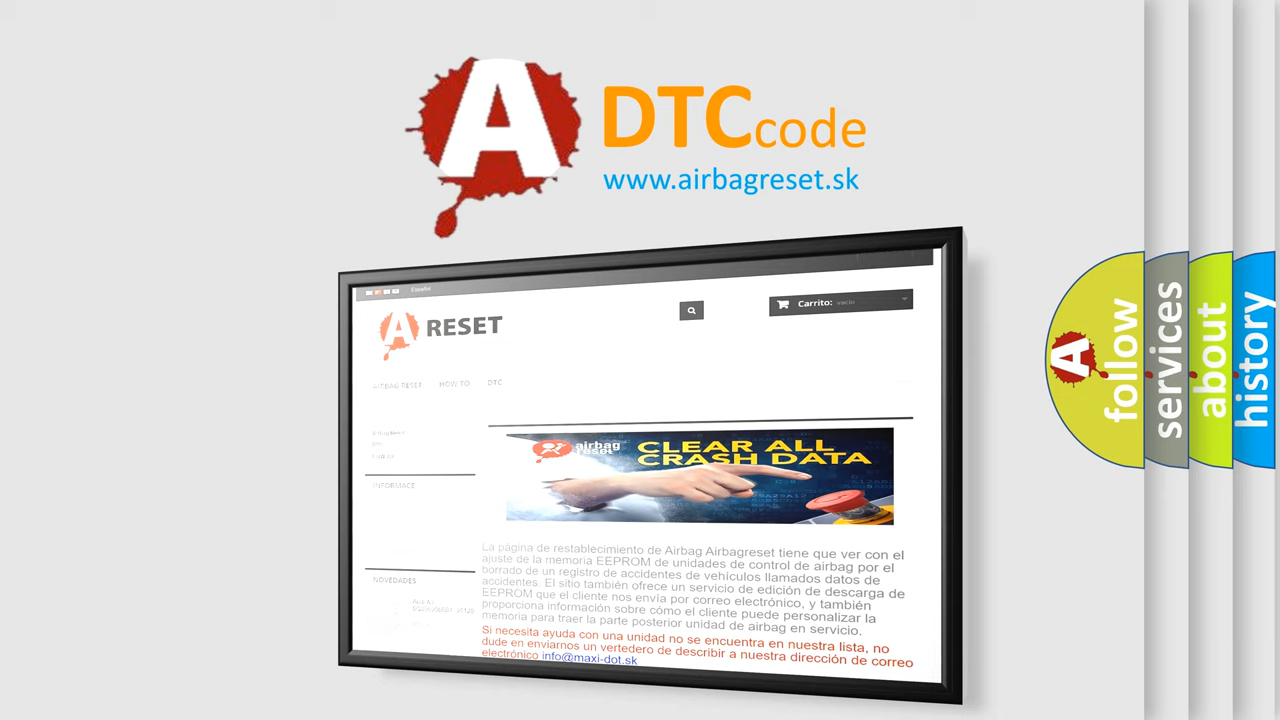 A
DTCcode
www.airbagreset.sk
Español
A RESET
Carrito: vacío
AIRBAG RESET HOW TO DTC
Airbag Reset
INFORMACE
NOVEDADES
airbag
reset
CLEAR ALL
CRASH DATA
La página de restablecimiento de Airbag Airbagreset tiene que ver con el
ajuste de la memoria EEPROM de unidades de control de airbag por el
borrado de un registro de accidentes de vehículos llamados datos de
accidentes. El sitio también ofrece un servicio de edición de descarga de
EEPROM que el cliente nos envía por correo electrónico, y también
proporciona información sobre cómo el cliente puede personalizar la
memoria para traer la parte posterior unidad de airbag en servicio.
Si necesita ayuda con una unidad no se encuentra en nuestra lista, no
dude en enviarnos un vertedero de describir a nuestra dirección de correo
electrónico info@maxi-dot.sk
A
follow
services
about
history